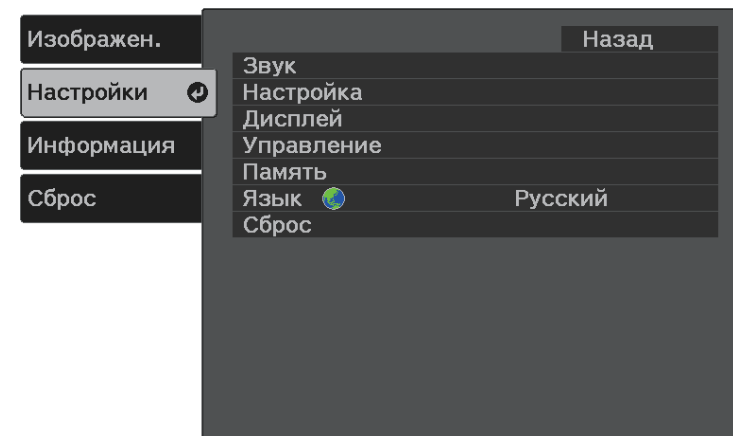 Изображен.
Настройки
Информация
Сброс
Назад
Звук
Настройка
Дисплей
Управление
Память
Язык Русский
Сброс